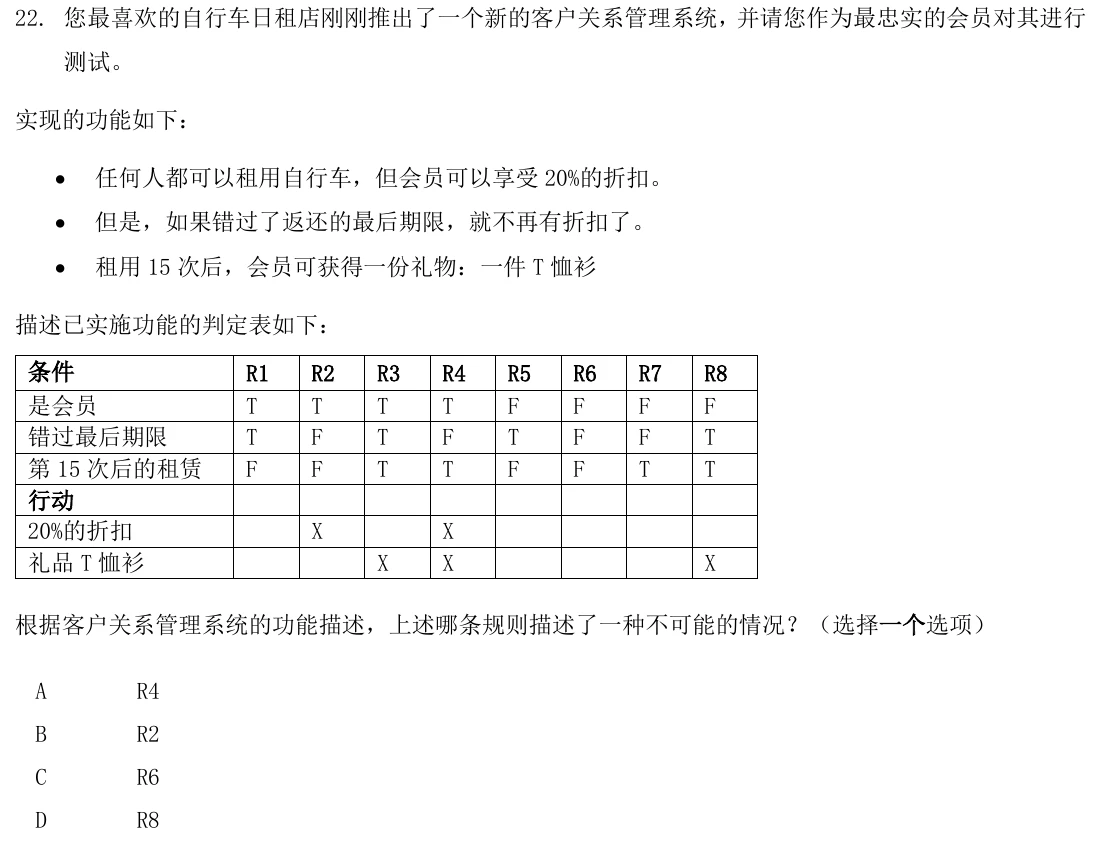 22. 您最喜欢的自行车日租店刚刚推出了一个新的客户关系管理系统，并请您作为最忠实的会员对其进行
测试。
实现的功能如下：
• 任何人都可以租用自行车，但会员可以享受 20%的折扣。
• 但是，如果错过了返还的最后期限，就不再有折扣了。
• 租用 15 次后，会员可获得一份礼物：一件 T 恤衫
描述已实施功能的判定表如下：
条件 R1 R2 R3 R4 R5 R6 R7 R8
是会员 T T T T F F F F
错过最后期限 T F T F T F F T
第 15 次后的租赁 F F T T F F T T
行动
20%的折扣 X X
礼品 T 恤衫 X X X
根据客户关系管理系统的功能描述，上述哪条规则描述了一种不可能的情况？（选择一个选项）
A R4
B R2
C R6
D R8